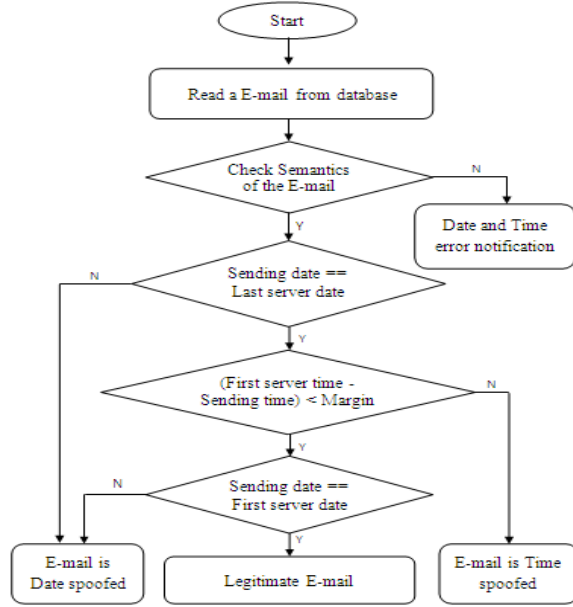 Start
Read a E-mail from database
Check Semantics
of the E-mail
N
Date and Time
error notification
Y
Sending date ==
Last server date
N
Y
(First server time -
Sending time) < Margin
N
Y
Sending date ==
First server date
N
Y
E-mail is
Date spoofed
Legitimate E-mail
E-mail is Time
spoofed